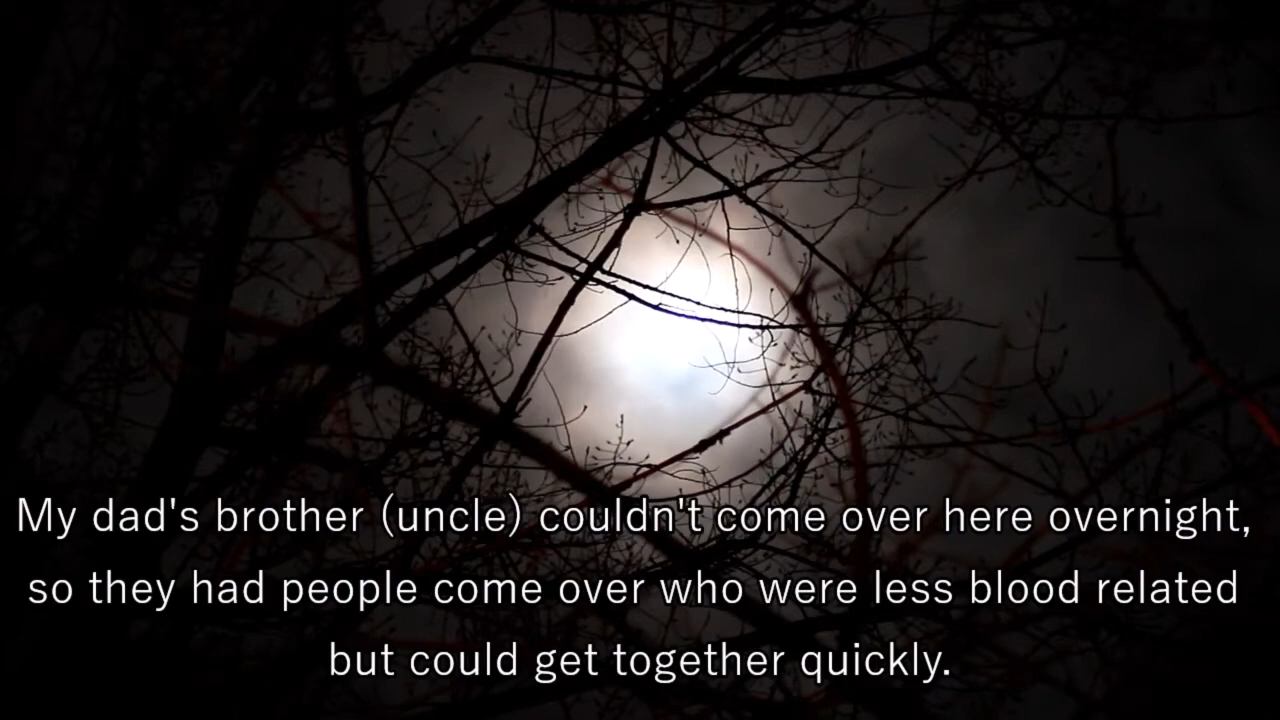 My dad's brother (uncle) couldn't come over here overnight,
so they had people come over who were less blood related
but could get together quickly.